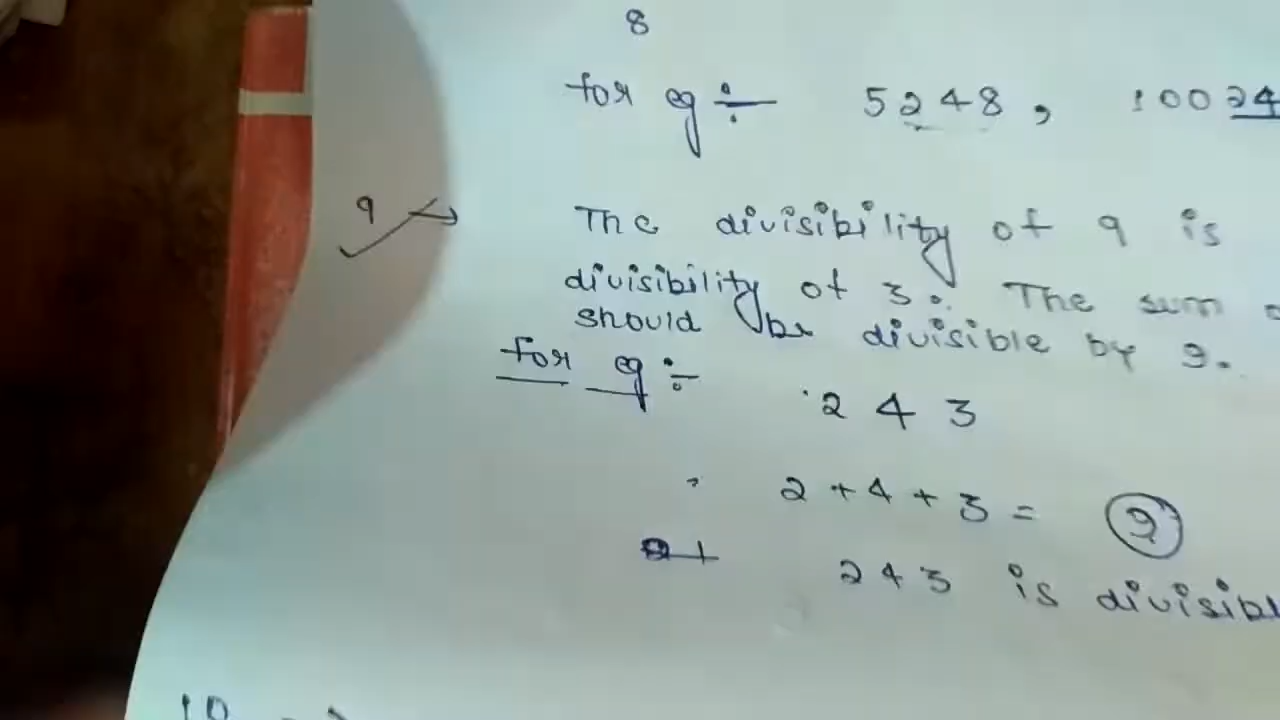 8
for eg ÷ 5248, 10024
9 → The divisibility of 9 is
divisibility of 3. The sum
should be divisible by 9.
for eg ÷ 243
2+4+3 = 9
243 is divisibl
10 →